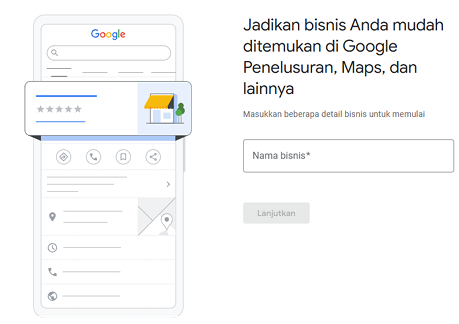 Google
Jadikan bisnis Anda mudah
ditemukan di Google
Penelusuran, Maps, dan
lainnya
Masukkan beberapa detail bisnis untuk memulai
Nama bisnis*
Lanjutkan